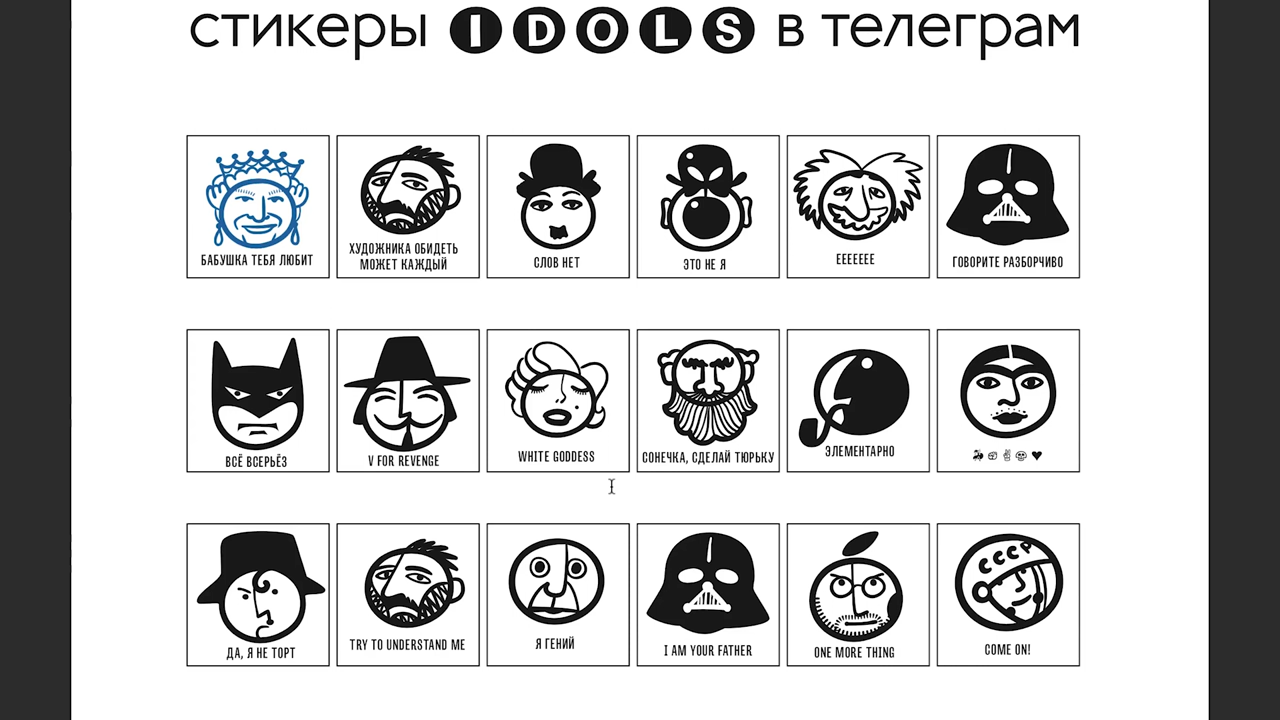 стикеры IDOLS в телеграм
БАБУШКА ТЕБЯ ЛЮБИТ
ХУДОЖНИКА ОБИДЕТЬ
МОЖЕТ КАЖДЫЙ
СЛОВ НЕТ
ЭТО НЕ Я
ЕЕЕЕЕЕЕ
ГОВОРИТЕ РАЗБОРЧИВО
ВСЁ ВСЕРЬЁЗ
V FOR REVENGE
WHITE GODDESS
СОНЕЧКА, СДЕЛАЙ ТЮРЬКУ
ЭЛЕМЕНТАРНО
ДА, Я НЕ ТОРТ
TRY TO UNDERSTAND ME
Я ГЕНИЙ
I AM YOUR FATHER
ONE MORE THING
СССР
COME ON!